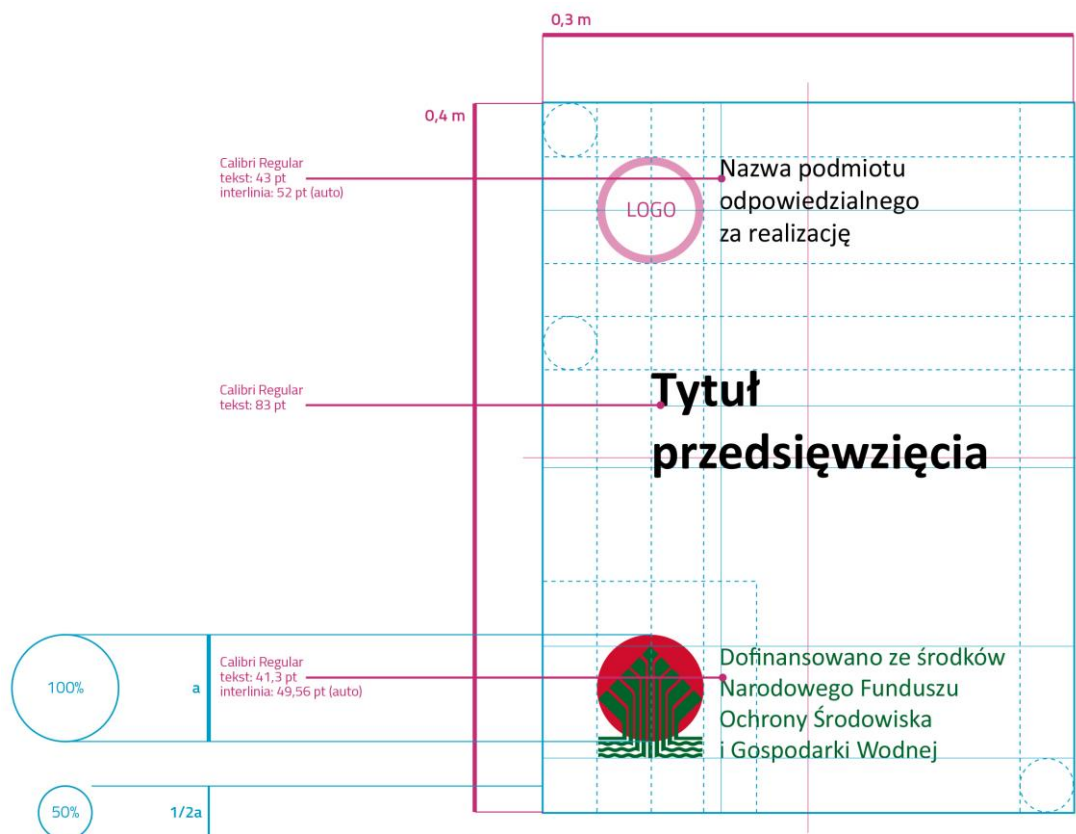 0,3 m
0,4 m
Calibri Regular
tekst: 43 pt
interlinia: 52 pt (auto)
LOGO
Nazwa podmiotu
odpowiedzialnego
za realizację
Calibri Regular
tekst: 83 pt
Tytuł
przedsięwzięcia
100%
a
Calibri Regular
tekst: 41,3 pt
interlinia: 49,56 pt (auto)
Dofinansowano ze środków
Narodowego Funduszu
Ochrony Środowiska
i Gospodarki Wodnej
50%
1/2a